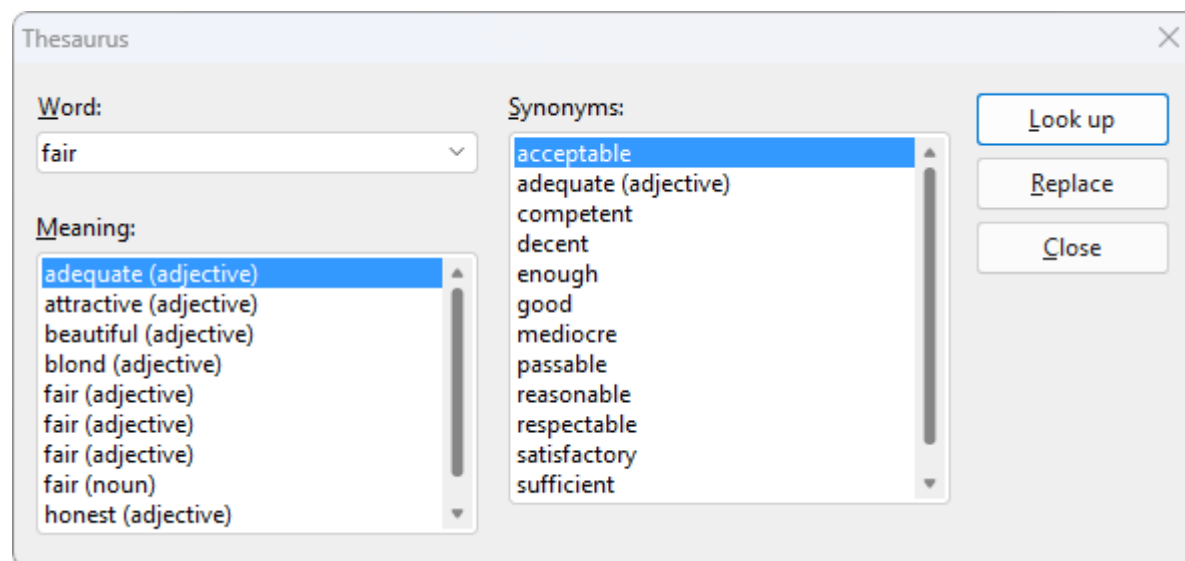 Thesaurus
Word:
fair
Meaning:
adequate (adjective)
attractive (adjective)
beautiful (adjective)
blond (adjective)
fair (adjective)
fair (adjective)
fair (adjective)
fair (noun)
honest (adjective)
Synonyms:
acceptable
adequate (adjective)
competent
decent
enough
good
mediocre
passable
reasonable
respectable
satisfactory
sufficient
Look up
Replace
Close